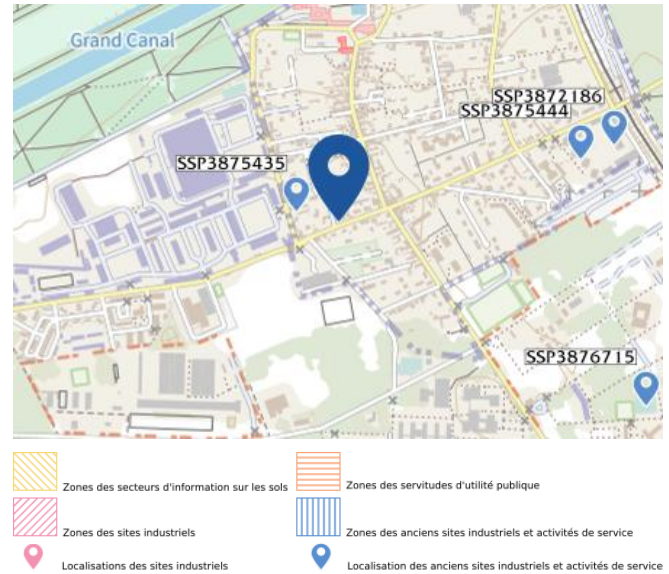 Grand Canal
SSP3872186
SSP3875444
SSP3875435
SSP3876715
Zones des secteurs d'information sur les sols
Zones des servitudes d'utilité publique
Zones des sites industriels
Zones des anciens sites industriels et activités de service
Localisations des sites industriels
Localisation des anciens sites industriels et activités de service